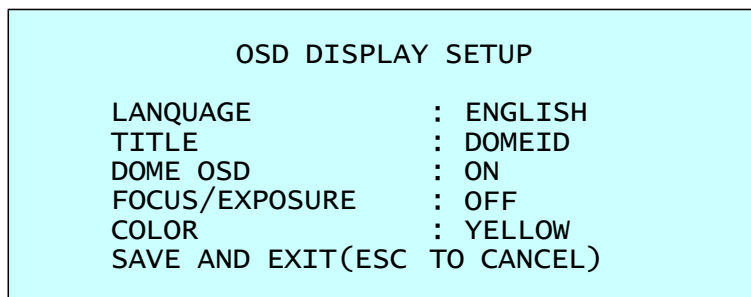 OSD DISPLAY SETUP
LANQUAGE : ENGLISH
TITLE : DOMEID
DOME OSD : ON
FOCUS/EXPOSURE : OFF
COLOR : YELLOW
SAVE AND EXIT(ESC TO CANCEL)